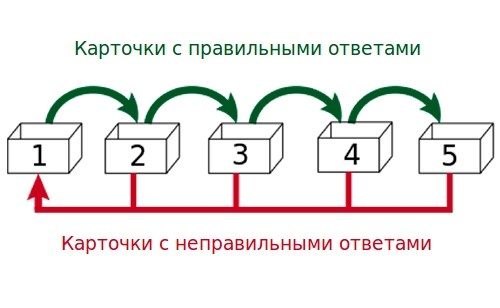 Карточки с правильными ответами
1 2 3 4 5
Карточки с неправильными ответами